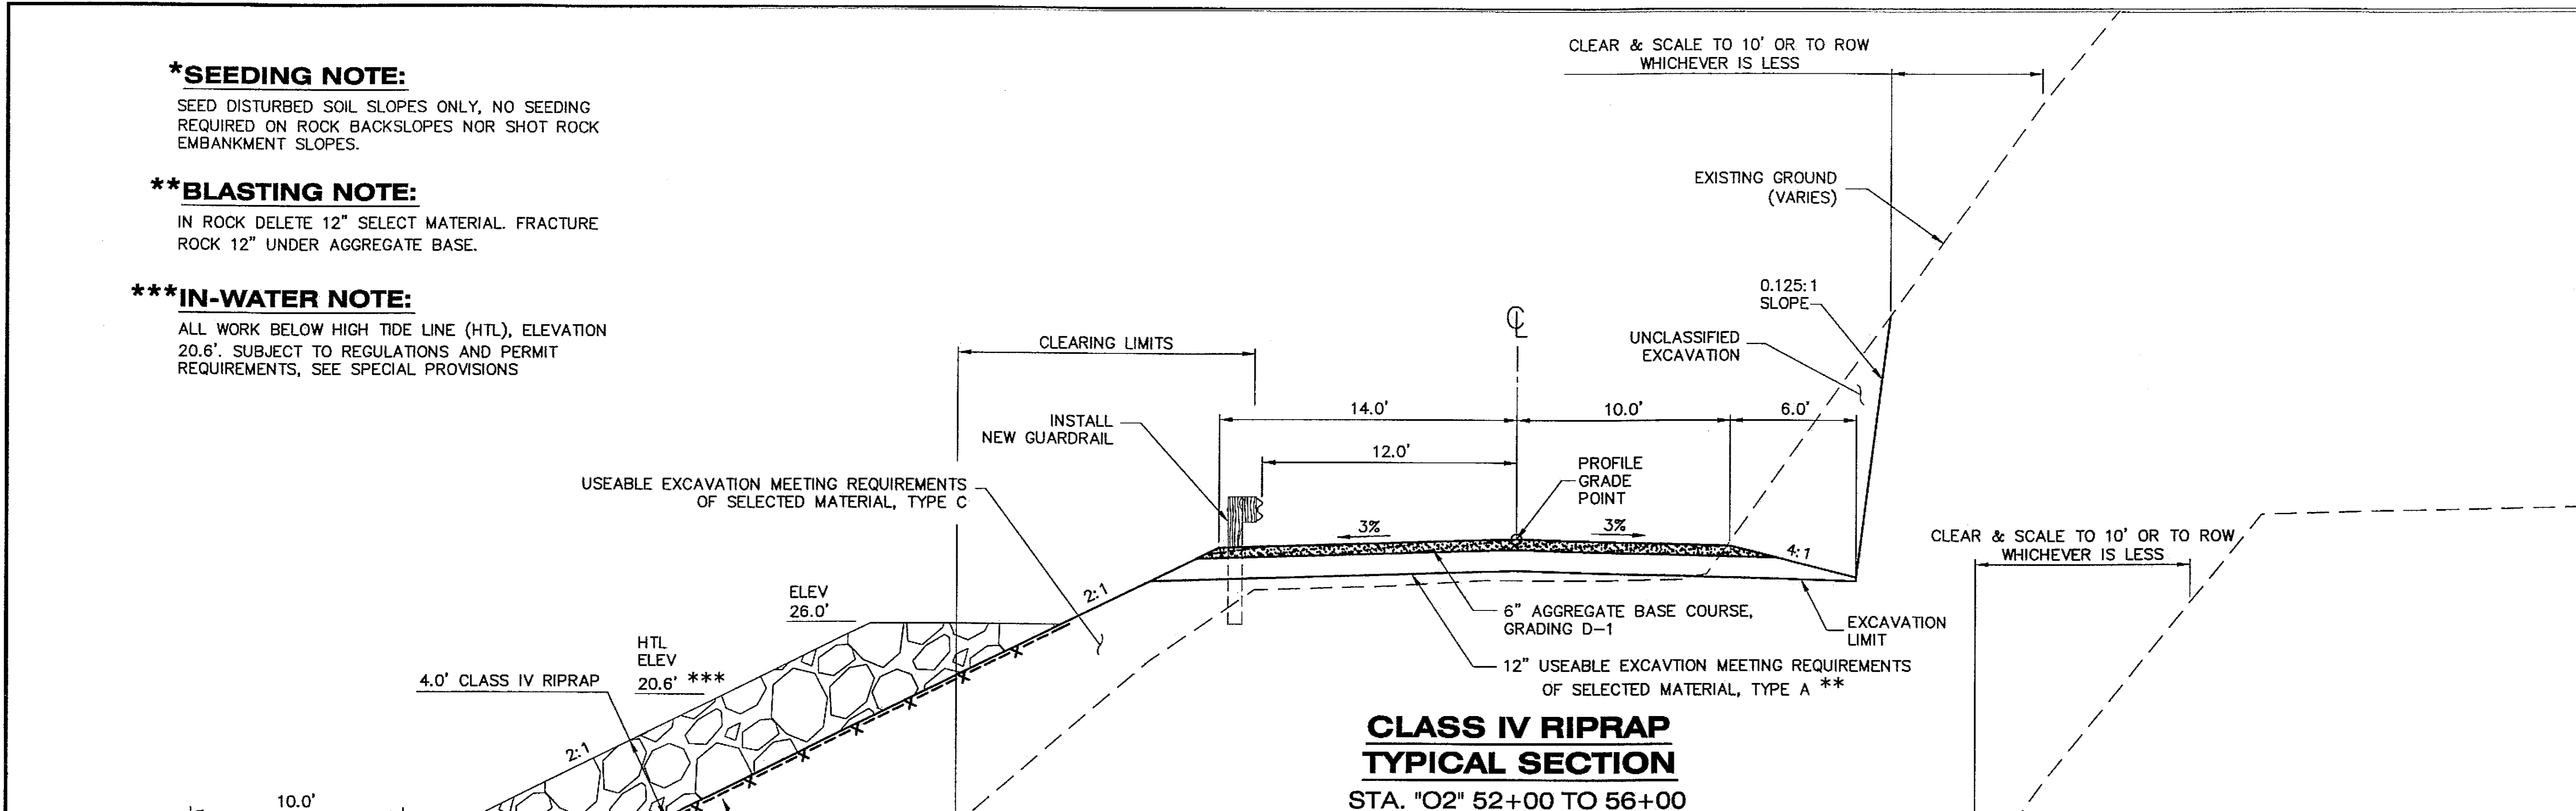 *SEEDING NOTE:
SEED DISTURBED SOIL SLOPES ONLY, NO SEEDING
REQUIRED ON ROCK BACKSLOPES NOR SHOT ROCK
EMBANKMENT SLOPES.
**BLASTING NOTE:
IN ROCK DELETE 12" SELECT MATERIAL. FRACTURE
ROCK 12" UNDER AGGREGATE BASE.
***IN-WATER NOTE:
ALL WORK BELOW HIGH TIDE LINE (HTL), ELEVATION
20.6'. SUBJECT TO REGULATIONS AND PERMIT
REQUIREMENTS, SEE SPECIAL PROVISIONS
CLEAR & SCALE TO 10' OR TO ROW
WHICHEVER IS LESS
EXISTING GROUND
(VARIES)
0.125:1
SLOPE
UNCLASSIFIED
EXCAVATION
CL
CLEARING LIMITS
14.0'
10.0'
6.0'
INSTALL
NEW GUARDRAIL
12.0'
PROFILE
GRADE
POINT
USEABLE EXCAVATION MEETING REQUIREMENTS
OF SELECTED MATERIAL, TYPE C
3%
3%
4:1
CLEAR & SCALE TO 10' OR TO ROW
WHICHEVER IS LESS
2:1
ELEV
26.0'
6" AGGREGATE BASE COURSE,
GRADING D-1
EXCAVATION
LIMIT
HTL
ELEV
20.6' ***
4.0' CLASS IV RIPRAP
12" USEABLE EXCAVTION MEETING REQUIREMENTS
OF SELECTED MATERIAL, TYPE A **
2:1
CLASS IV RIPRAP
TYPICAL SECTION
STA. "O2" 52+00 TO 56+00
10.0'